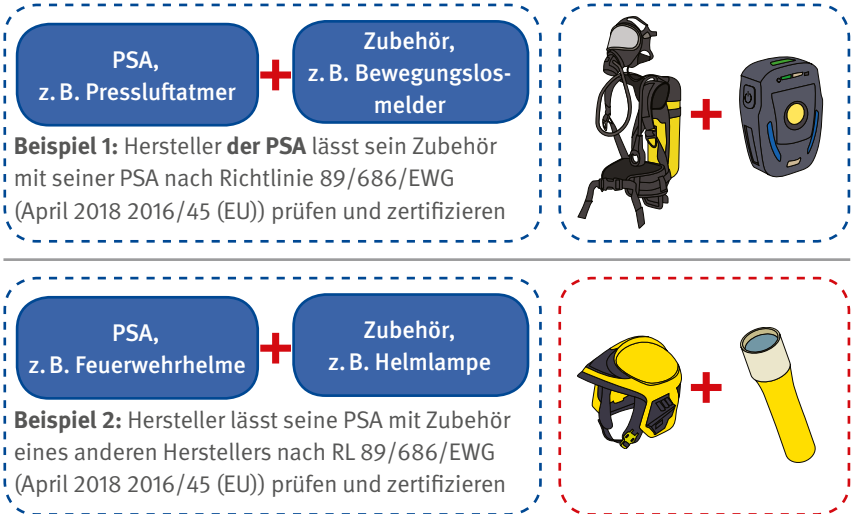 PSA,
z. B. Pressluftatmer
Zubehör,
z. B. Bewegungslos-
melder
Beispiel 1: Hersteller der PSA lässt sein Zubehör
mit seiner PSA nach Richtlinie 89/686/EWG
(April 2018 2016/45 (EU)) prüfen und zertifizieren
PSA,
z. B. Feuerwehrhelme
Zubehör,
z. B. Helmlampe
Beispiel 2: Hersteller lässt seine PSA mit Zubehör
eines anderen Herstellers nach RL 89/686/EWG
(April 2018 2016/45 (EU)) prüfen und zertifizieren